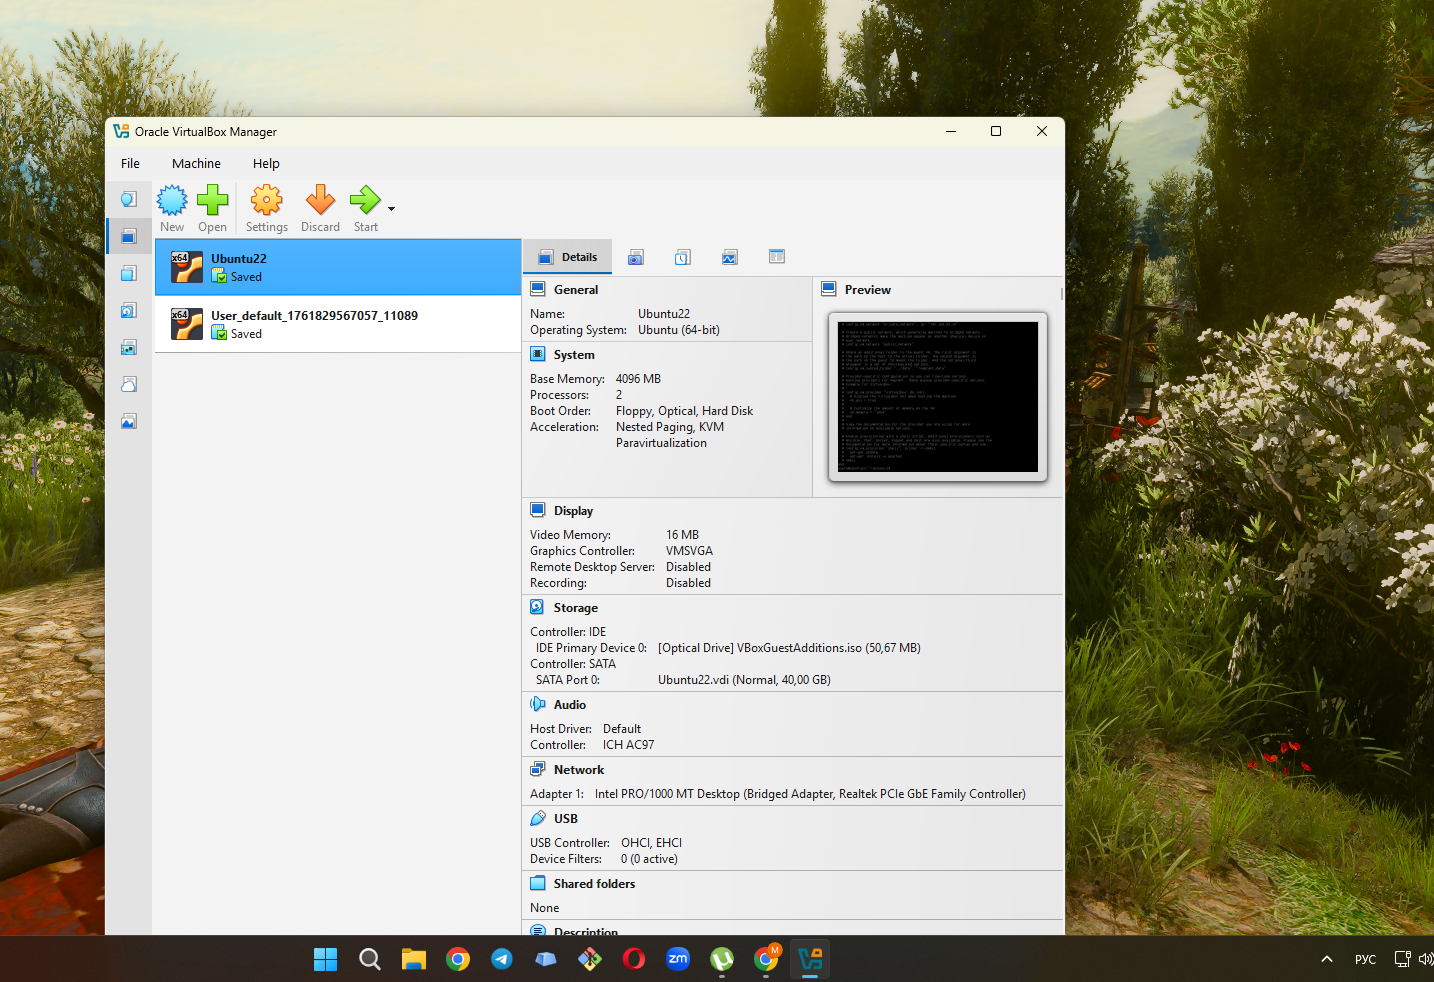 Oracle VirtualBox Manager
File Machine Help
New Open Settings Discard Start
x64 Ubuntu22
Saved
x64 User_default_1761829567057_11089
Saved
Details
General
Name: Ubuntu22
Operating System: Ubuntu (64-bit)
Preview
System
Base Memory: 4096 MB
Processors: 2
Boot Order: Floppy, Optical, Hard Disk
Acceleration: Nested Paging, KVM
Paravirtualization
Display
Video Memory: 16 MB
Graphics Controller: VMSVGA
Remote Desktop Server: Disabled
Recording: Disabled
Storage
Controller: IDE
IDE Primary Device 0: [Optical Drive] VBoxGuestAdditions.iso (50,67 MB)
Controller: SATA
SATA Port 0: Ubuntu22.vdi (Normal, 40,00 GB)
Audio
Host Driver: Default
Controller: ICH AC97
Network
Adapter 1: Intel PRO/1000 MT Desktop (Bridged Adapter, Realtek PCIe GbE Family Controller)
USB
USB Controller: OHCI, EHCI
Device Filters: 0 (0 active)
Shared folders
None
Description
zm M РУС